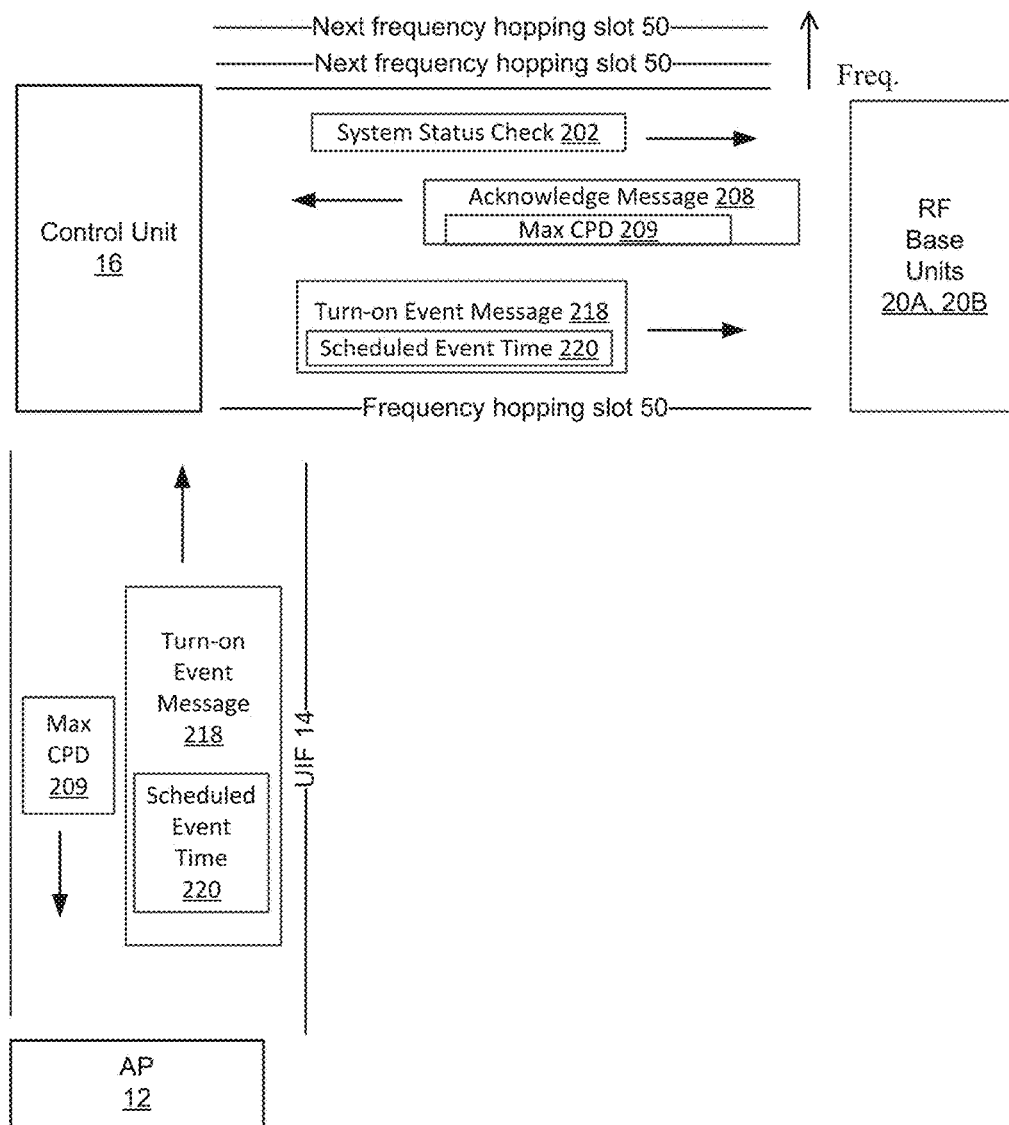 Next frequency hopping slot 50
Next frequency hopping slot 50
Freq.
System Status Check 202
Acknowledge Message 208
Max CPD 209
Control Unit
16
RF
Base
Units
20A, 20B
Turn-on Event Message 218
Scheduled Event Time 220
Frequency hopping slot 50
Turn-on
Event
Message
218
Max
CPD
209
UIF 14
Scheduled
Event
Time
220
AP
12